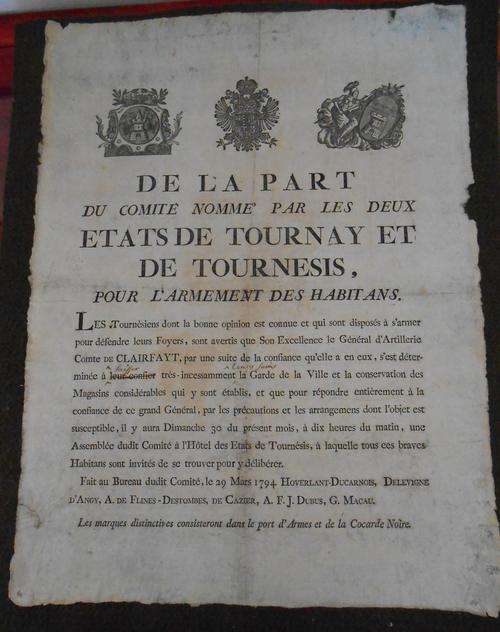 DE LA PART
DU COMITÉ NOMMÉ PAR LES DEUX
ETATS DE TOURNAY ET
DE TOURNESIS,
POUR L'ARMEMENT DES HABITANS.
LES Tournésiens dont la bonne opinion est connue et qui sont disposés à s'armer
pour défendre leurs Foyers, sont avertis que Son Excellence le Général d'Artillerie
Comte DE CLAIRFAYT, par une suite de la confiance qu'elle a en eux, s'est déter-
minée à leur confier très-incessamment la Garde de la Ville et la conservation des
Magasins considérables qui y sont établis, et que pour répondre entièrement à la
confiance de ce grand Général, par les précautions et les arrangemens dont l'objet est
susceptible, il y aura Dimanche 30 du présent mois, à dix heures du matin, une
Assemblée dudit Comité à l'Hôtel des Etats de Tournésis, à laquelle tous ces braves
Habitans sont invités de se trouver pour y délibérer.
Fait au Bureau dudit Comité, le 29 Mars 1794 HOVERLANT-DUCARNOIS, DELEVIGNE
D'ANGY, A. DE FLINES-DESTOMBES, DE CAZIER, A. F. J. DUBUS, G. MACAU.
Les marques distinctives consisteront dans le port d'Armes et de la Cocarde Noire.